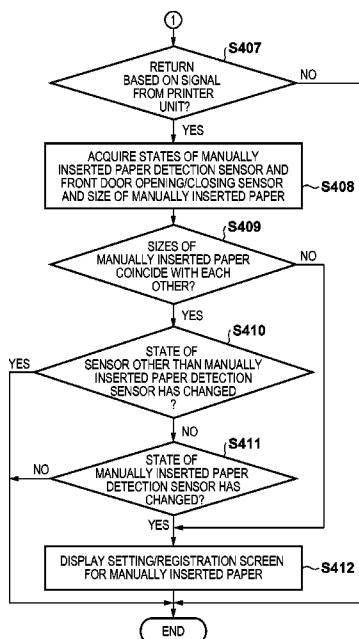 1
S407
RETURN
BASED ON SIGNAL
FROM PRINTER
UNIT?
NO
YES
ACQUIRE STATES OF MANUALLY
INSERTED PAPER DETECTION SENSOR AND
FRONT DOOR OPENING/CLOSING SENSOR
AND SIZE OF MANUALLY INSERTED PAPER
S408
S409
SIZES OF
MANUALLY INSERTED PAPER
COINCIDE WITH EACH
OTHER?
NO
YES
S410
YES
STATE OF
SENSOR OTHER THAN MANUALLY
INSERTED PAPER DETECTION
SENSOR HAS CHANGED
?
NO
S411
NO
STATE OF
MANUALLY INSERTED PAPER
DETECTION SENSOR HAS
CHANGED?
YES
DISPLAY SETTING/REGISTRATION SCREEN
FOR MANUALLY INSERTED PAPER
S412
END